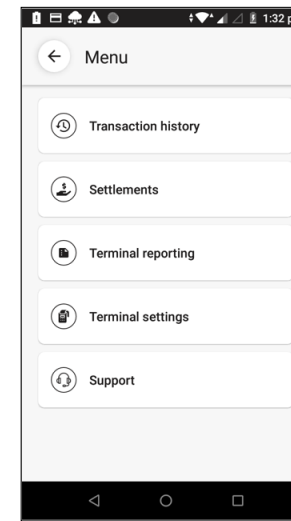 1:32 p
Menu
Transaction history
Settlements
Terminal reporting
Terminal settings
Support